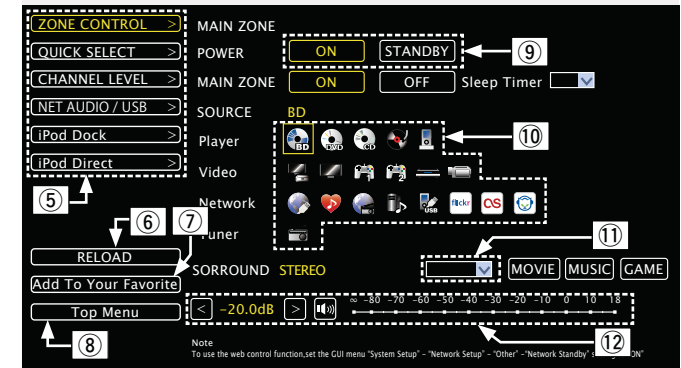 ZONE CONTROL >
QUICK SELECT >
CHANNEL LEVEL >
NET AUDIO / USB >
iPod Dock >
iPod Direct >
⑤
⑥ ⑦
RELOAD
Add To Your Favorite
Top Menu
⑧
MAIN ZONE
POWER ON STANDBY ⑨
MAIN ZONE ON OFF Sleep Timer
SOURCE BD
Player BD DVD CD ⑩
Video 1 2
Network USB flickr
Tuner
⑪
SORROUND STEREO MOVIE MUSIC GAME
< -20.0dB > ∞ -80 -70 -60 -50 -40 -30 -20 -10 0 10 18
⑫
Note
To use the web control function,set the GUI menu "System Setup" - "Network Setup" - "Other" -"Network Standby" ON"